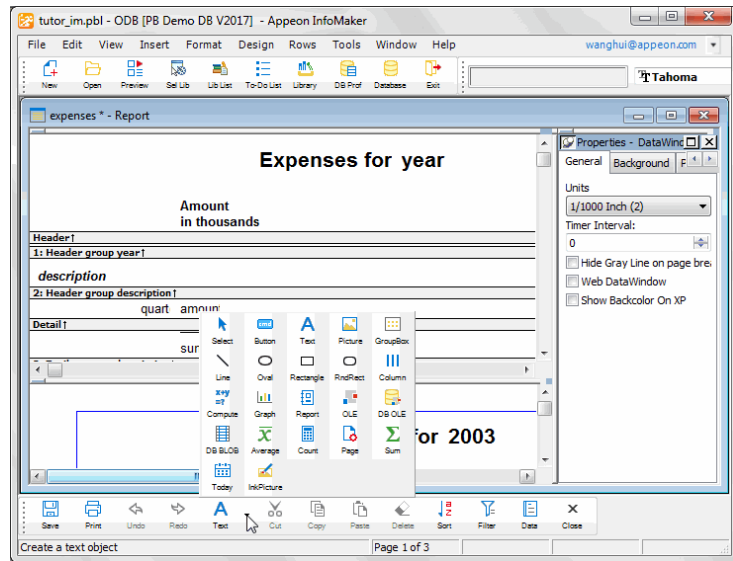 tutor_im.pbl - ODB [PB Demo DB V2017] - Appeon InfoMaker
File Edit View Insert Format Design Rows Tools Window Help wanghui@appeon.com
New Open Preview Sel Lib Lib List To-Do List Library DB Prof Database Exit Tahoma
expenses * - Report
Expenses for year
Amount
in thousands
Header↑
1: Header group year↑
description
2: Header group description↑
quart amount
Detail↑
sur
Properties - DataWind
General Background F
Units
1/1000 Inch (2)
Timer Interval:
0
Hide Gray Line on page brea
Web DataWindow
Show Backcolor On XP
Select Button Text Picture GroupBox
Line Oval Rectangle RndRect Column
Compute Graph Report OLE DB OLE
DB BLOB Average Count Page Sum
Today InkPicture
for 2003
Save Print Undo Redo Text Cut Copy Paste Delete Sort Filter Data Close
Create a text object Page 1 of 3